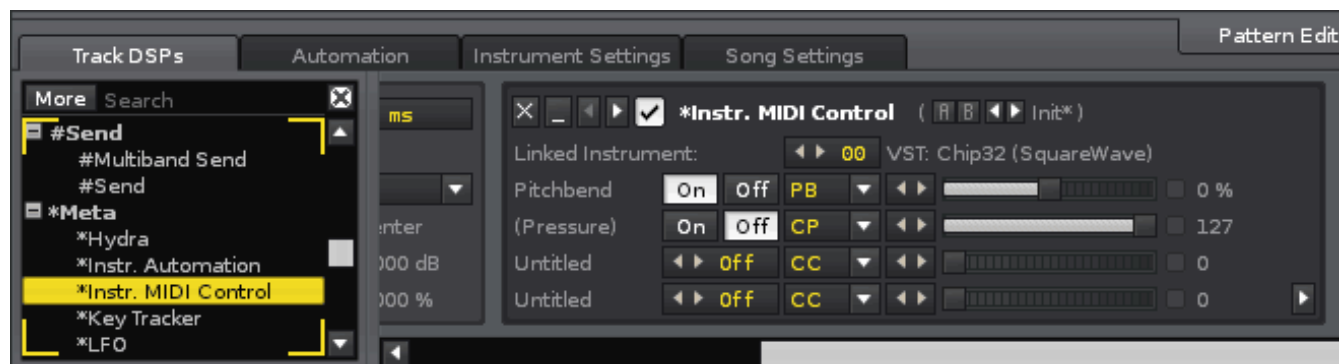 Pattern Edit
Track DSPs Automation Instrument Settings Song Settings
More Search
#Send
#Multiband Send
#Send
*Meta
*Hydra
*Instr. Automation
*Instr. MIDI Control
*Key Tracker
*LFO
ms
enter
000 dB
000 %
*Instr. MIDI Control ( A B Init* )
Linked Instrument: 00 VST: Chip32 (SquareWave)
Pitchbend On Off PB 0 %
(Pressure) On Off CP 127
Untitled Off CC 0
Untitled Off CC 0